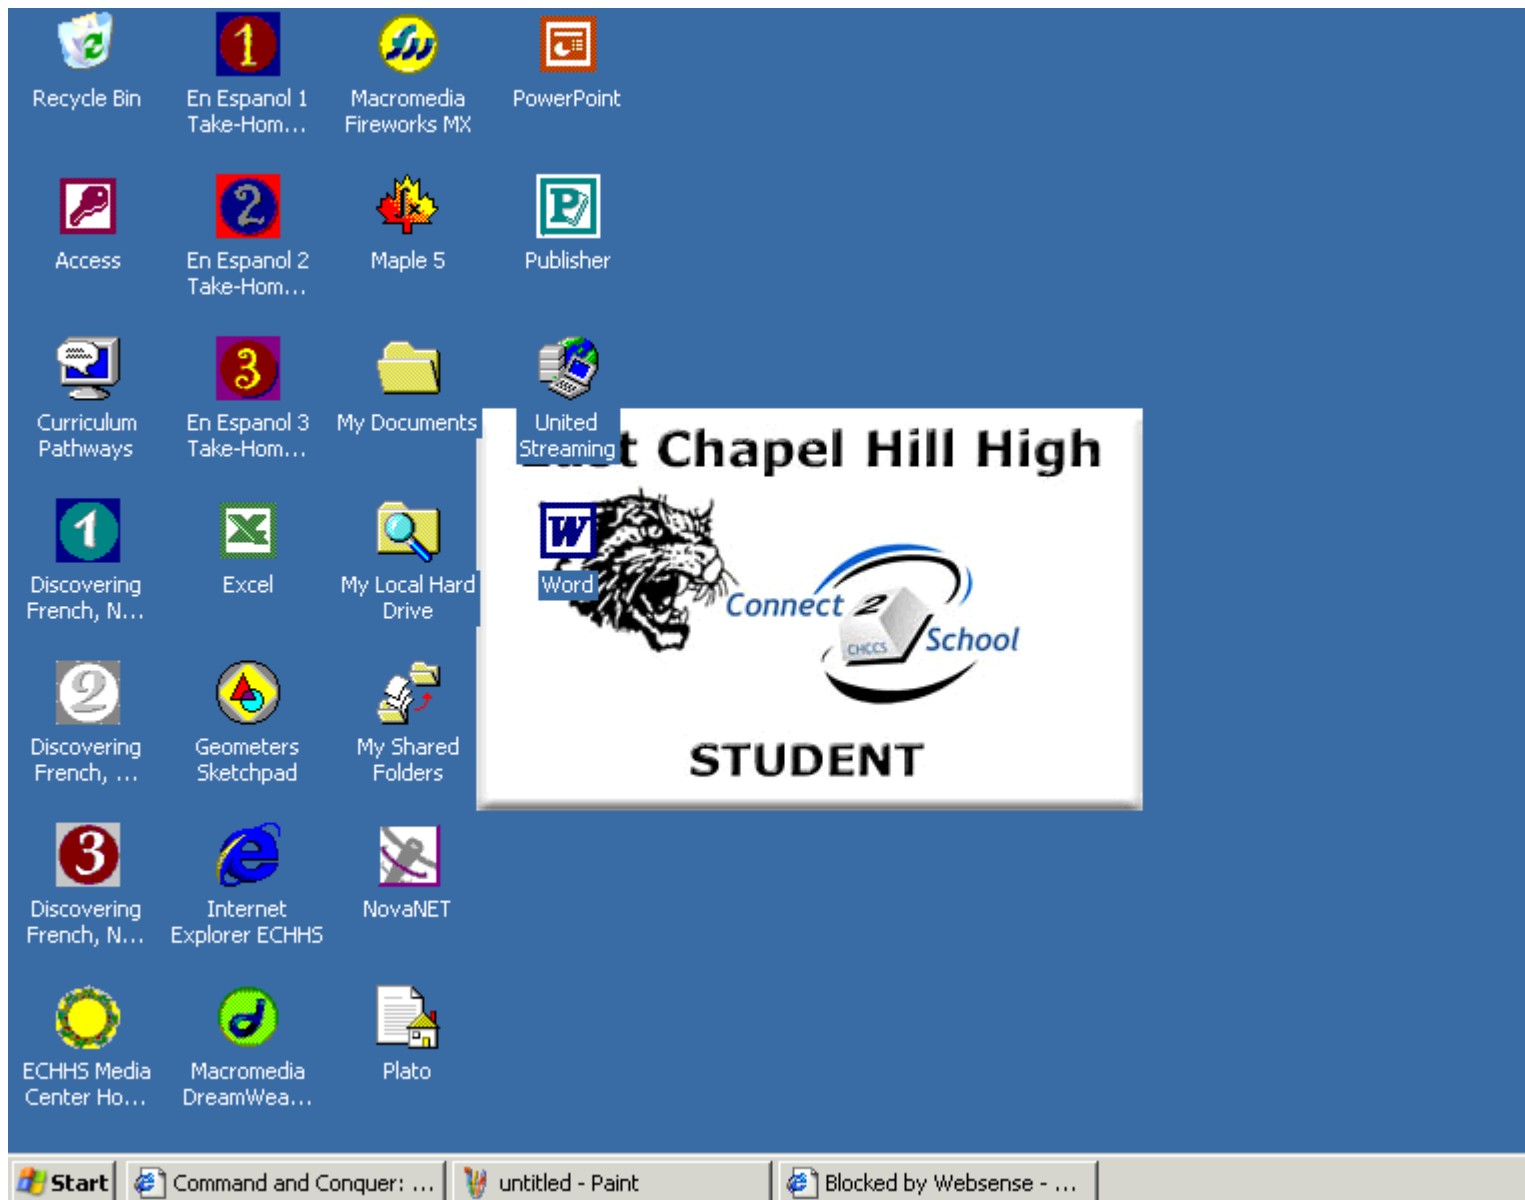 Recycle Bin
En Espanol 1
Take-Hom...
Macromedia
Fireworks MX
PowerPoint
Access
En Espanol 2
Take-Hom...
Maple 5
Publisher
Curriculum
Pathways
En Espanol 3
Take-Hom...
My Documents
United
Streaming
Chapel Hill High
Discovering
French, N...
Excel
My Local Hard
Drive
Word
Connect 2
School
CHCCS
Discovering
French, ...
Geometers
Sketchpad
My Shared
Folders
STUDENT
Discovering
French, N...
Internet
Explorer ECHHS
NovaNET
ECHHS Media
Center Ho...
Macromedia
DreamWea...
Plato
Start
Command and Conquer: ...
untitled - Paint
Blocked by Websense - ...